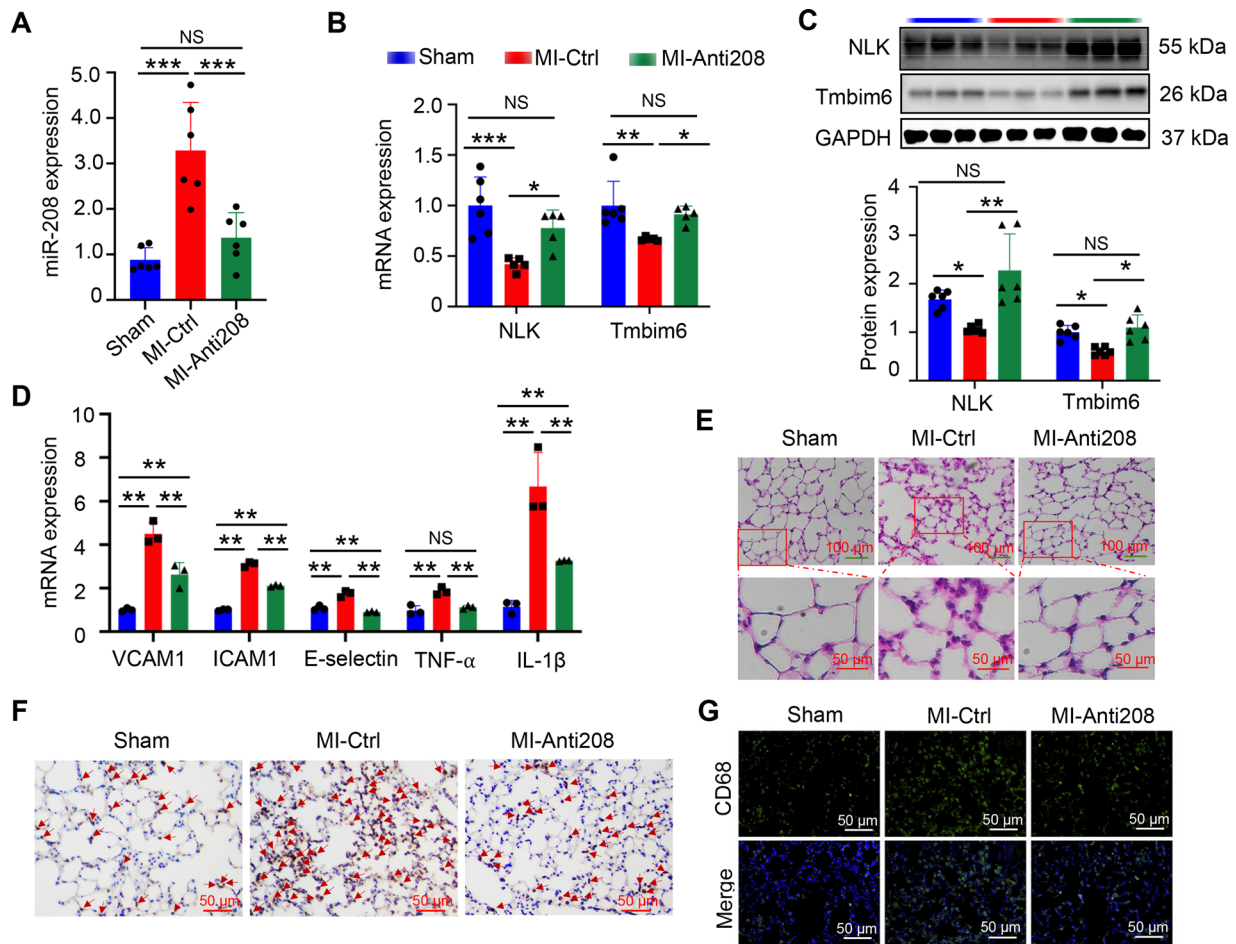 A
NS
*** ***
miR-208 expression
5.0
4.0
3.0
2.0
1.0
0
Sham
MI-Ctrl
MI-Anti208
B
Sham MI-Ctrl MI-Anti208
NS NS
*** ** *
*
mRNA expression
2.0
1.5
1.0
0.5
0
NLK Tmbim6
C
NLK 55 kDa
Tmbim6 26 kDa
GAPDH 37 kDa
NS
**
*
NS
*
*
Protein expression
4
3
2
1
0
NLK Tmbim6
D
mRNA expression
10
8
6
4
2
0
**
** **
**
** **
**
** **
NS
** **
**
** **
VCAM1 ICAM1 E-selectin TNF-α IL-1β
E
Sham MI-Ctrl MI-Anti208
100 μm 100 μm 100 μm
50 μm 50 μm 50 μm
F
Sham MI-Ctrl MI-Anti208
50 μm 50 μm 50 μm
G
Sham MI-Ctrl MI-Anti208
CD68
50 μm 50 μm 50 μm
Merge
50 μm 50 μm 50 μm